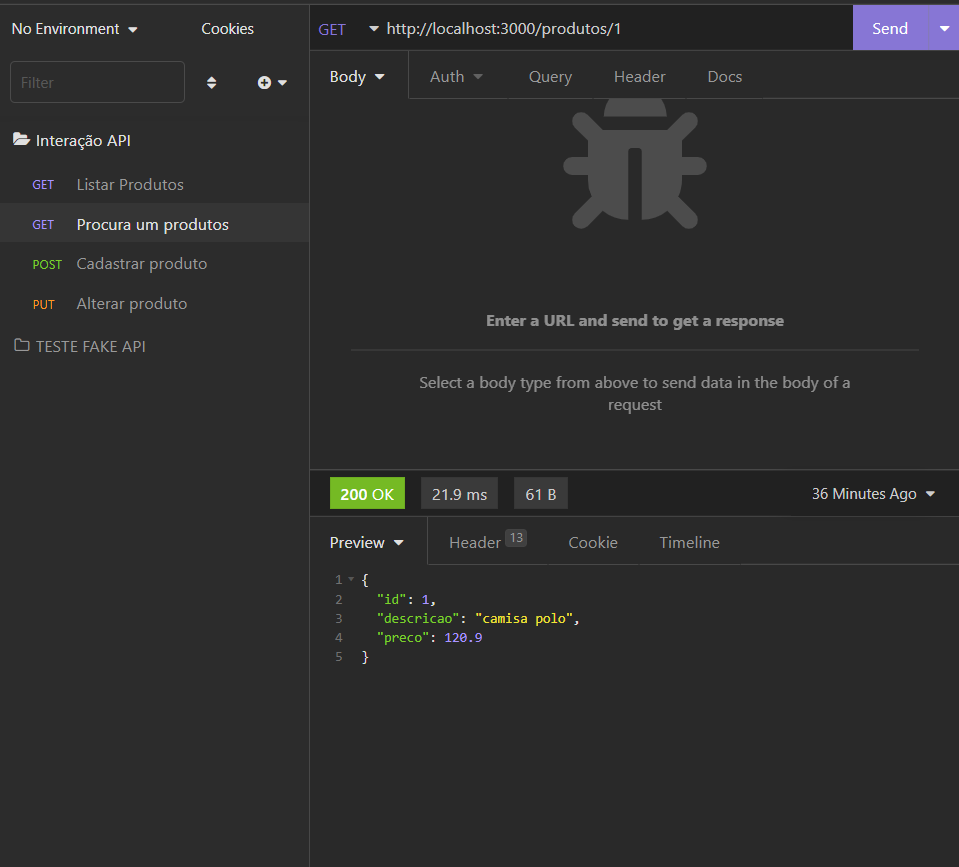 No Environment
Cookies
GET
http://localhost:3000/produtos/1
Send
Filter
Body
Auth
Query
Header
Docs
Interação API
GET Listar Produtos
GET Procura um produtos
POST Cadastrar produto
PUT Alterar produto
TESTE FAKE API
Enter a URL and send to get a response
Select a body type from above to send data in the body of a
request
200 OK
21.9 ms
61 B
36 Minutes Ago
Preview
Header 13
Cookie
Timeline
1 {
2 "id": 1,
3 "descricao": "camisa polo",
4 "preco": 120.9
5 }